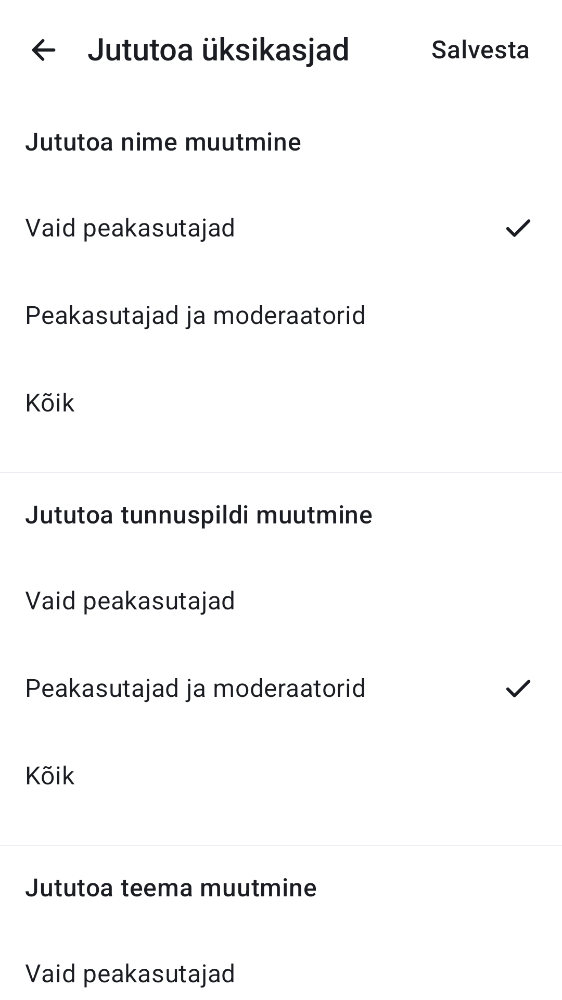 Jututoa üksikasjad
Salvesta
Jututoa nime muutmine
Vaid peakasutajad
Peakasutajad ja moderaatorid
Kõik
Jututoa tunnuspildi muutmine
Vaid peakasutajad
Peakasutajad ja moderaatorid
Kõik
Jututoa teema muutmine
Vaid peakasutajad